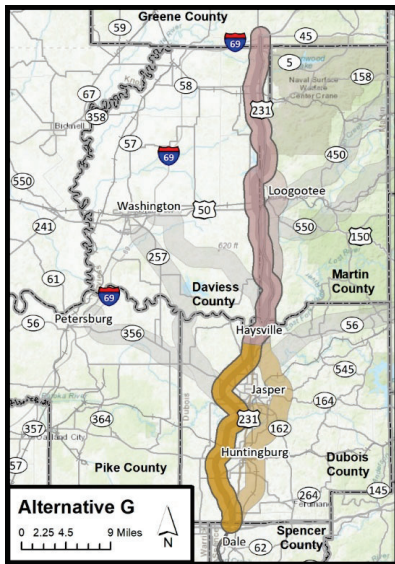 Greene County
59
45
69
5
Naval Surface
Warfare
Center Crane
158
58
67
231
358
Bicknell
57
69
450
550
Loogootee
Washington
50
550
241
150
620 ft
257
61
Daviess
County
Martin
County
69
56
Petersburg
Haysville
56
356
545
Jasper
Dubois
164
364
231
357
162
Huntingburg
57
Pike County
Dubois
County
145
264
Alternative G
0 2.25 4.5 9 Miles
N
Spencer
County
Dale
62